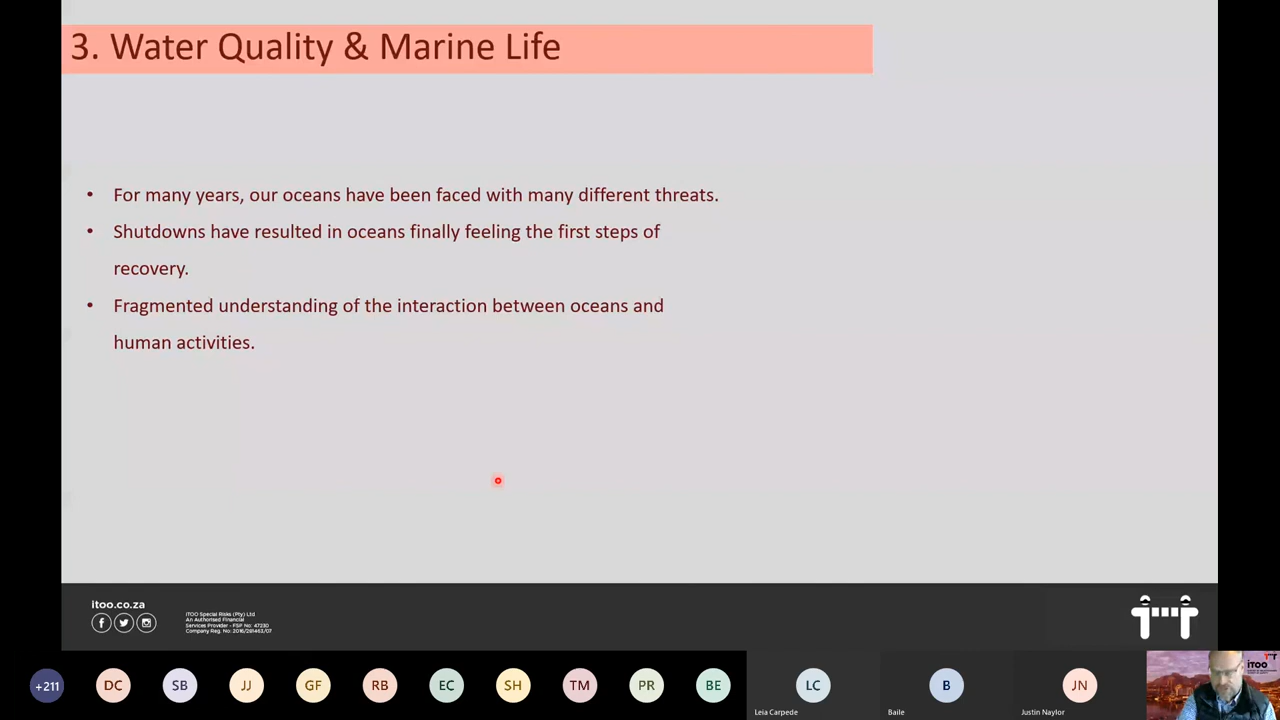 3. Water Quality & Marine Life
• For many years, our oceans have been faced with many different threats.
• Shutdowns have resulted in oceans finally feeling the first steps of
recovery.
• Fragmented understanding of the interaction between oceans and
human activities.
itoo.co.za
iTOO Special Risks (Pty) Ltd
An Authorised Financial
Services Provider - FSP No: 47230
Company Reg. No: 2016/281463/07
+211
DC
SB
JJ
GF
RB
EC
SH
TM
PR
BE
LC
Leia Carpede
B
Baile
JN
Justin Naylor
itoo